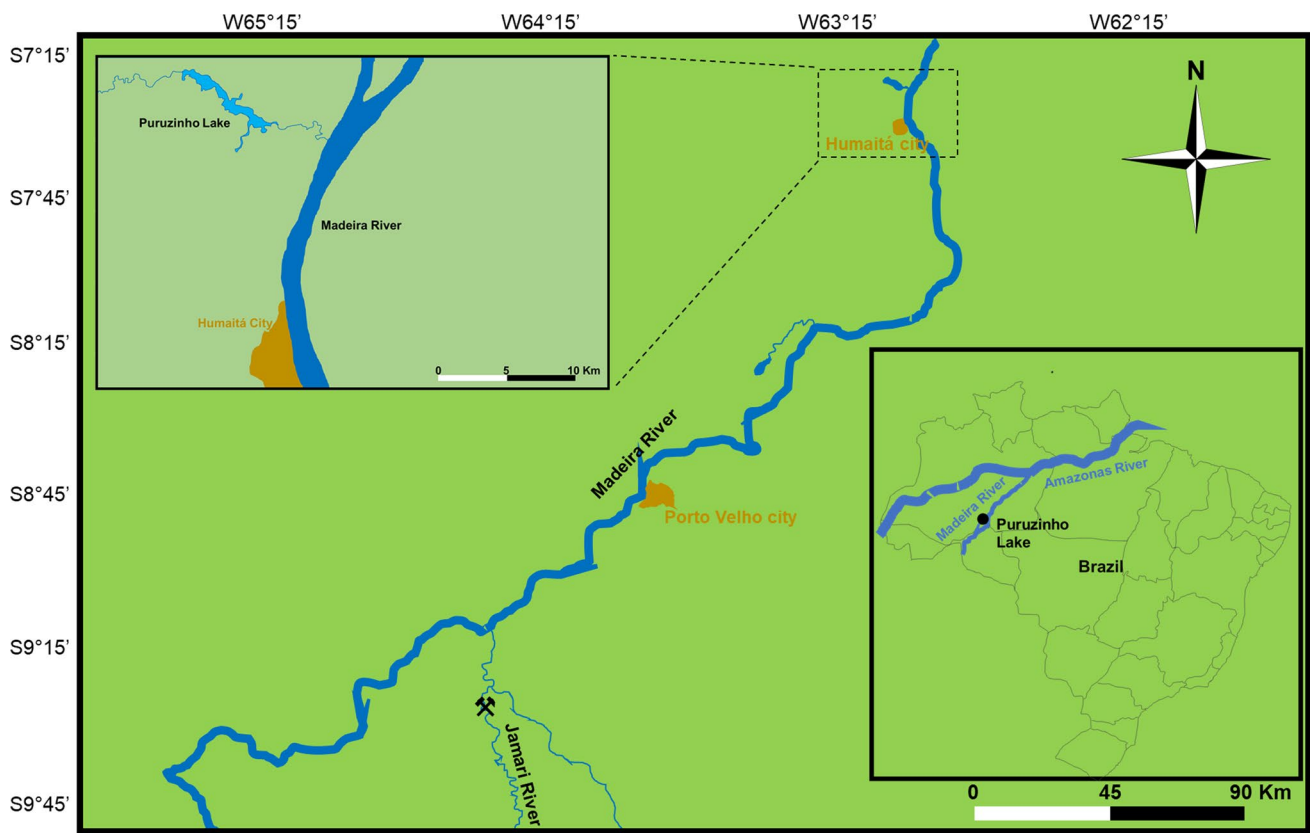 W65°15’ W64°15’ W63°15’ W62°15’
S7°15’
S7°45’
S8°15’
S8°45’
S9°15’
S9°45’
Puruzinho Lake
Madeira River
Humaitá City
0 5 10 Km
Humaitá city
N
Madeira River
Porto Velho city
Jamari River
Amazonas River
Madeira River
Puruzinho
Lake
Brazil
0 45 90 Km